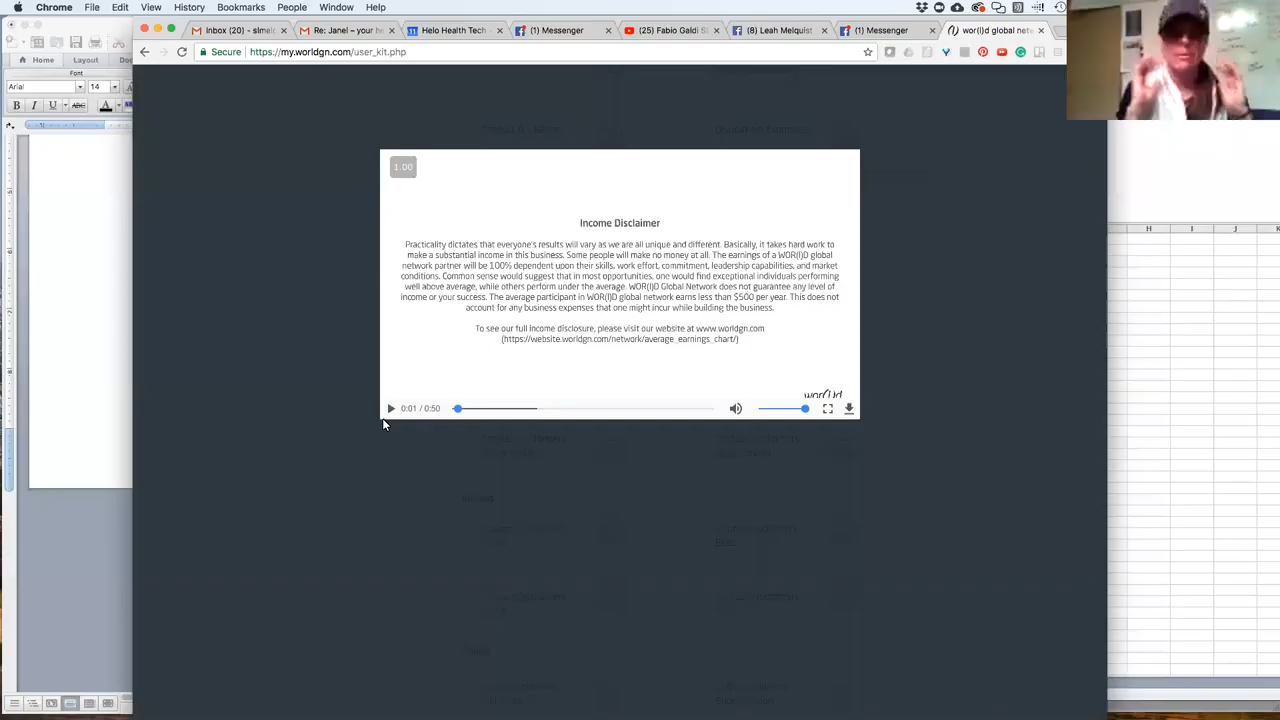 Chrome File Edit View History Bookmarks People Window Help
Inbox (20) - slmel
Re: Janel – your h
Helo Health Tech -
(1) Messenger
(25) Fabio Galdi S
(8) Leah Melquist
(1) Messenger
wor(l)d global net
Secure https://my.worldgn.com/user_kit.php
Home Layout
Font
Arial 14
B I U ABC A
1.00
Income Disclaimer
Practicality dictates that everyone's results will vary as we are all unique and different. Basically, it takes hard work to
make a substantial income in this business. Some people will make no money at all. The earnings of a WOR(l)D global
network partner will be 100% dependent upon their skills, work effort, commitment, leadership capabilities, and market
conditions. Common sense would suggest that in most opportunities, one would find exceptional individuals performing
well above average, while others perform under the average. WOR(l)D Global Network does not guarantee any level of
income or your success. The average participant in WOR(l)D global network earns less than $500 per year. This does not
account for any business expenses that one might incur while building the business.
To see our full income disclosure, please visit our website at www.worldgn.com
(https://website.worldgn.com/network/average_earnings_chart/)
wor(l)d
0:01 / 0:50
H I J